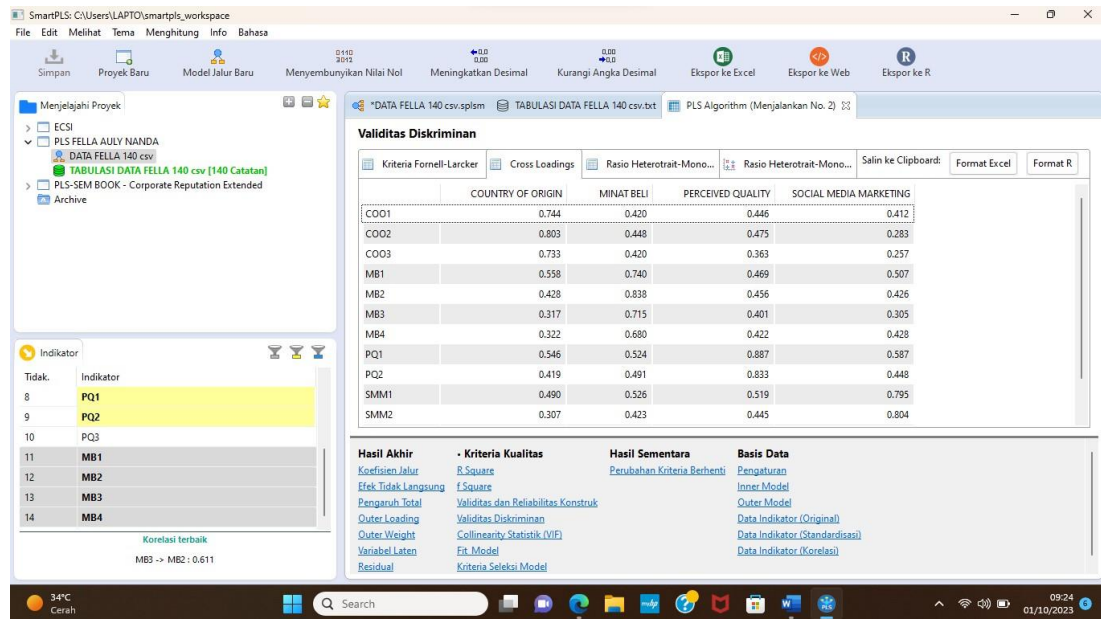 SmartPLS: C:\Users\LAPTO\smartpls_workspace
File Edit Melihat Tema Menghitung Info Bahasa
Simpan Proyek Baru Model Jalur Baru Menyembunyikan Nilai Nol Meningkatkan Desimal Kurangi Angka Desimal Ekspor ke Excel Ekspor ke Web Ekspor ke R
Menjelajahi Proyek
ECSI
PLS FELLA AULY NANDA
DATA FELLA 140 csv
TABULASI DATA FELLA 140 csv [140 Catatan]
PLS-SEM BOOK - Corporate Reputation Extended
Archive
Indikator
Tidak. Indikator
8 PQ1
9 PQ2
10 PQ3
11 MB1
12 MB2
13 MB3
14 MB4
Korelasi terbaik
MB3 -> MB2 : 0.611
*DATA FELLA 140 csv.splsm TABULASI DATA FELLA 140 csv.txt PLS Algorithm (Menjalankan No. 2)
Validitas Diskriminan
Kriteria Fornell-Larcker Cross Loadings Rasio Heterotrait-Mono... Rasio Heterotrait-Mono... Salin ke Clipboard: Format Excel Format R
COUNTRY OF ORIGIN MINAT BELI PERCEIVED QUALITY SOCIAL MEDIA MARKETING
COO1 0.744 0.420 0.446 0.412
COO2 0.803 0.448 0.475 0.283
COO3 0.733 0.420 0.363 0.257
MB1 0.558 0.740 0.469 0.507
MB2 0.428 0.838 0.456 0.426
MB3 0.317 0.715 0.401 0.305
MB4 0.322 0.680 0.422 0.428
PQ1 0.546 0.524 0.887 0.587
PQ2 0.419 0.491 0.833 0.448
SMM1 0.490 0.526 0.519 0.795
SMM2 0.307 0.423 0.445 0.804
Hasil Akhir Kriteria Kualitas Hasil Sementara Basis Data
Koefisien Jalur R Square Perubahan Kriteria Berhenti Pengaturan
Efek Tidak Langsung f Square Inner Model
Pengaruh Total Validitas dan Reliabilitas Konstruk Outer Model
Outer Loading Validitas Diskriminan Data Indikator (Original)
Outer Weight Collinearity Statistik (VIF) Data Indikator (Standardisasi)
Variabel Laten Fit_Model Data Indikator (Korelasi)
Residual Kriteria Seleksi Model
34°C
Cerah
Search
09:24
01/10/2023